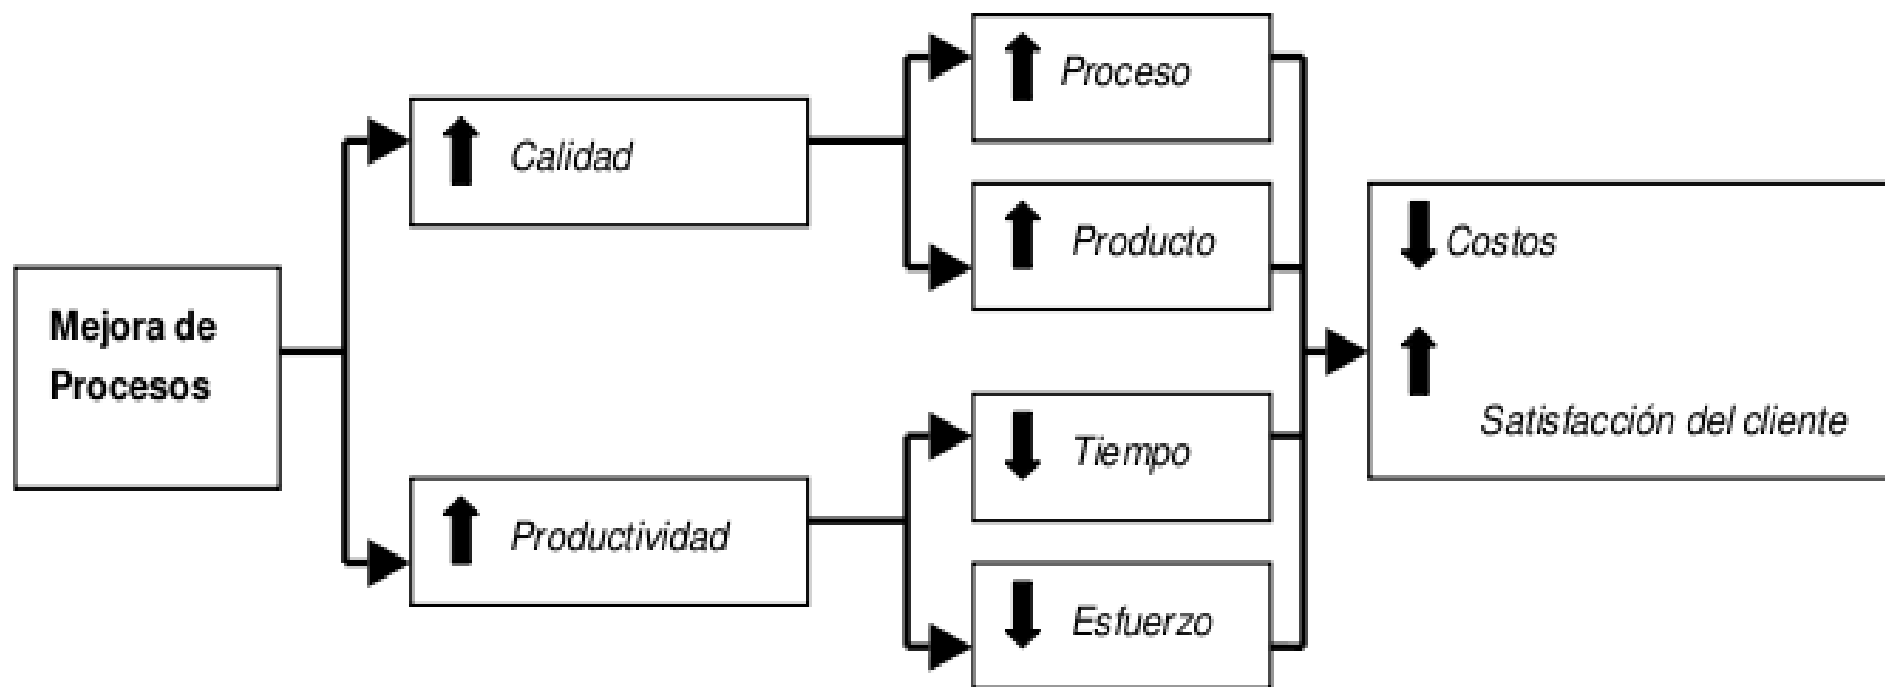 Mejora de
Procesos
Calidad
Productividad
Proceso
Producto
Tiempo
Esfuerzo
Costos
Satisfacción del cliente